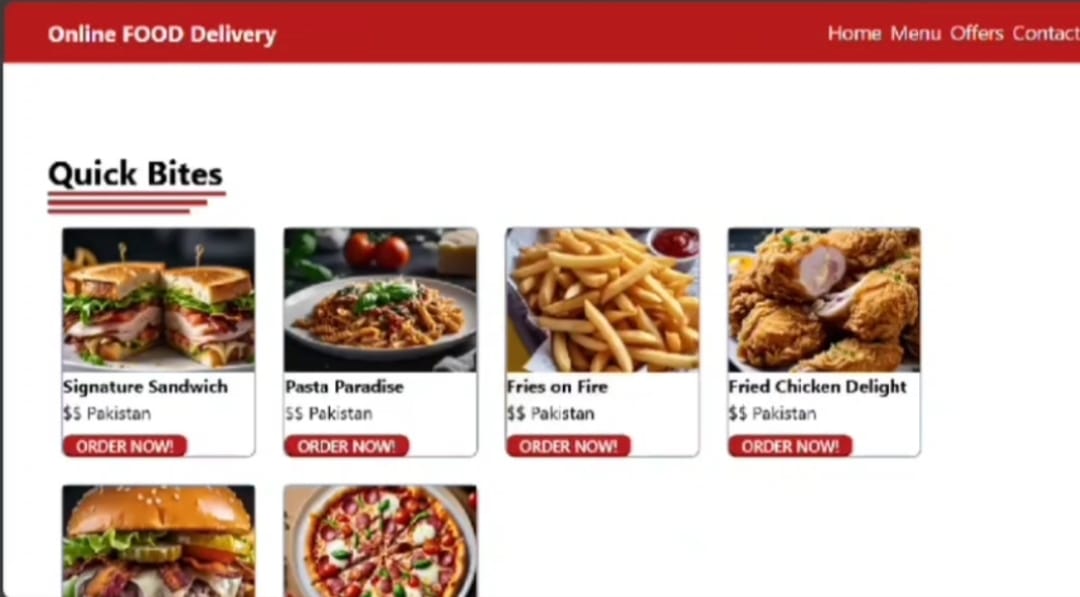 Online FOOD Delivery
Home Menu Offers Contact
Quick Bites
Signature Sandwich
$$ Pakistan
ORDER NOW!
Pasta Paradise
$$ Pakistan
ORDER NOW!
Fries on Fire
$$ Pakistan
ORDER NOW!
Fried Chicken Delight
$$ Pakistan
ORDER NOW!